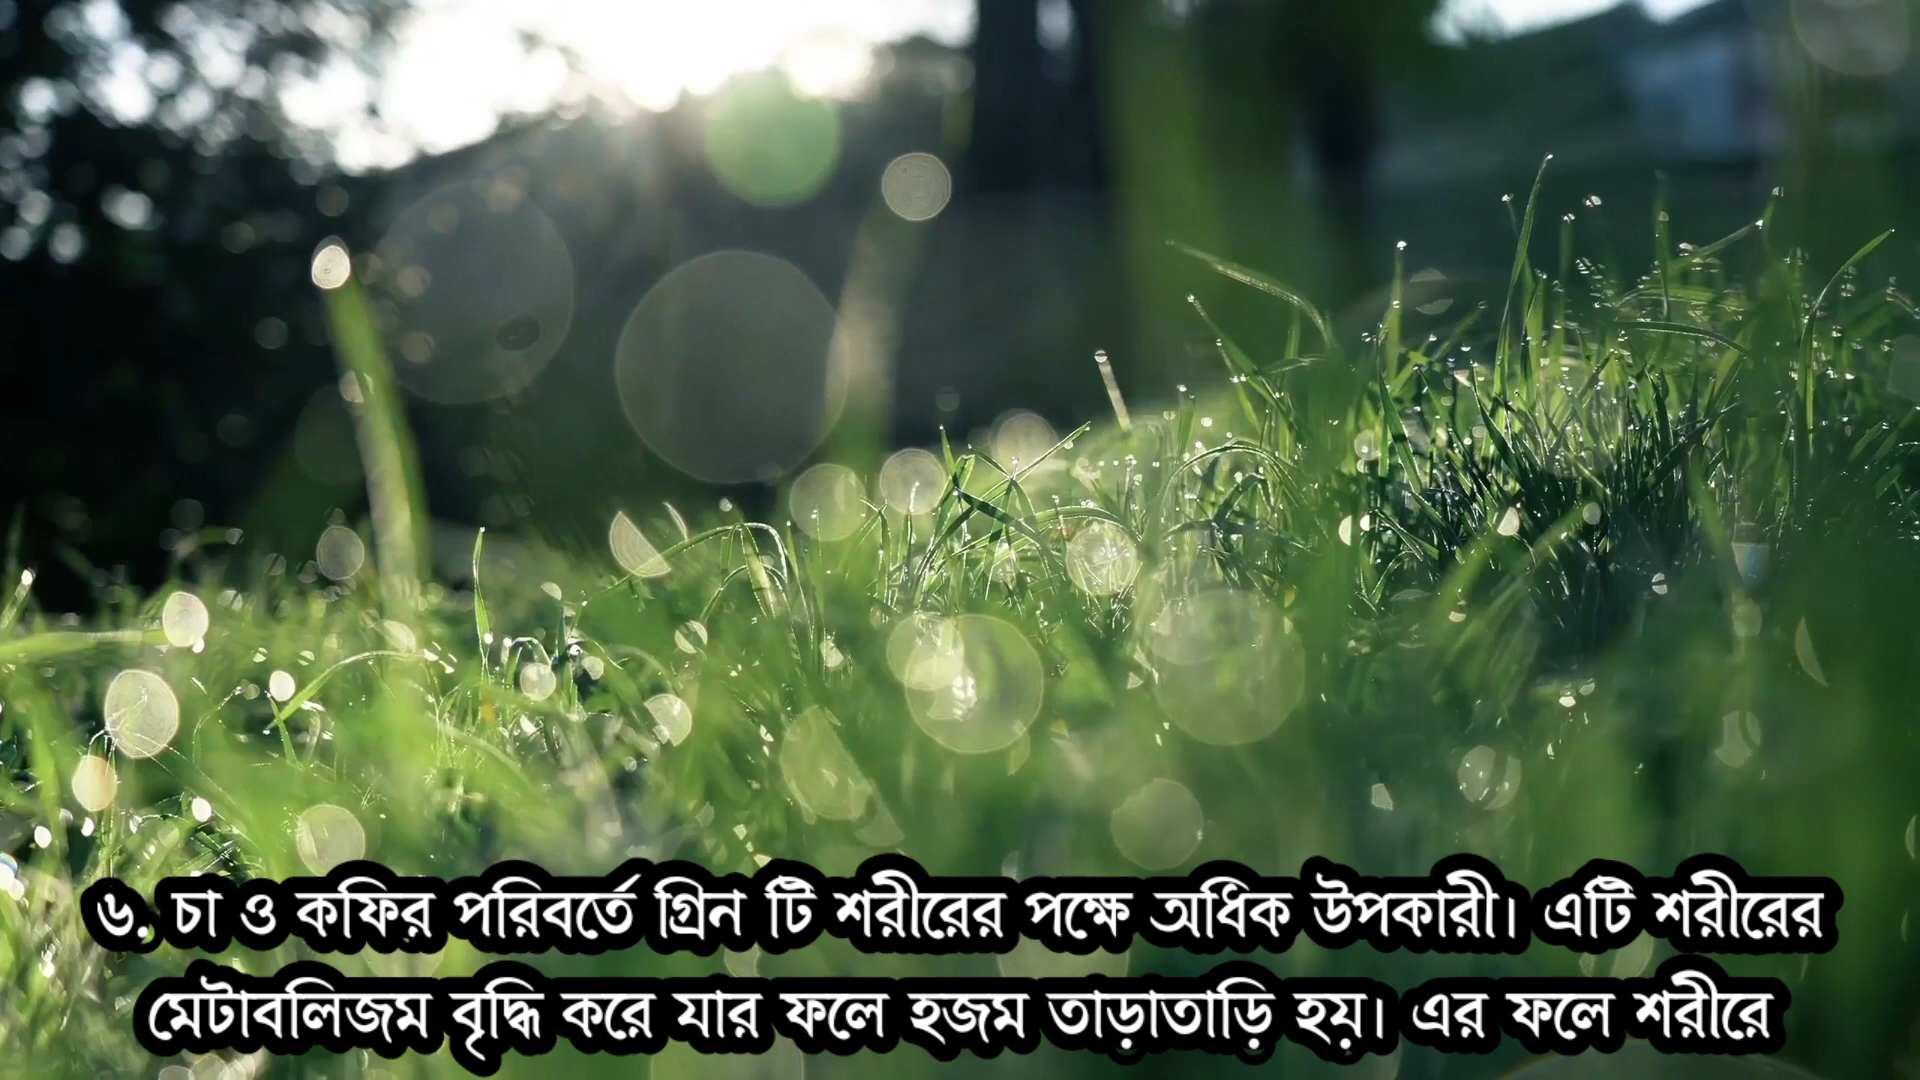 ৬. চা ও কফির পরিবর্তে গ্রিন টি শরীরের পক্ষে অধিক উপকারী। এটি শরীরের
মেটাবলিজম বৃদ্ধি করে যার ফলে হজম তাড়াতাড়ি হয়। এর ফলে শরীরে